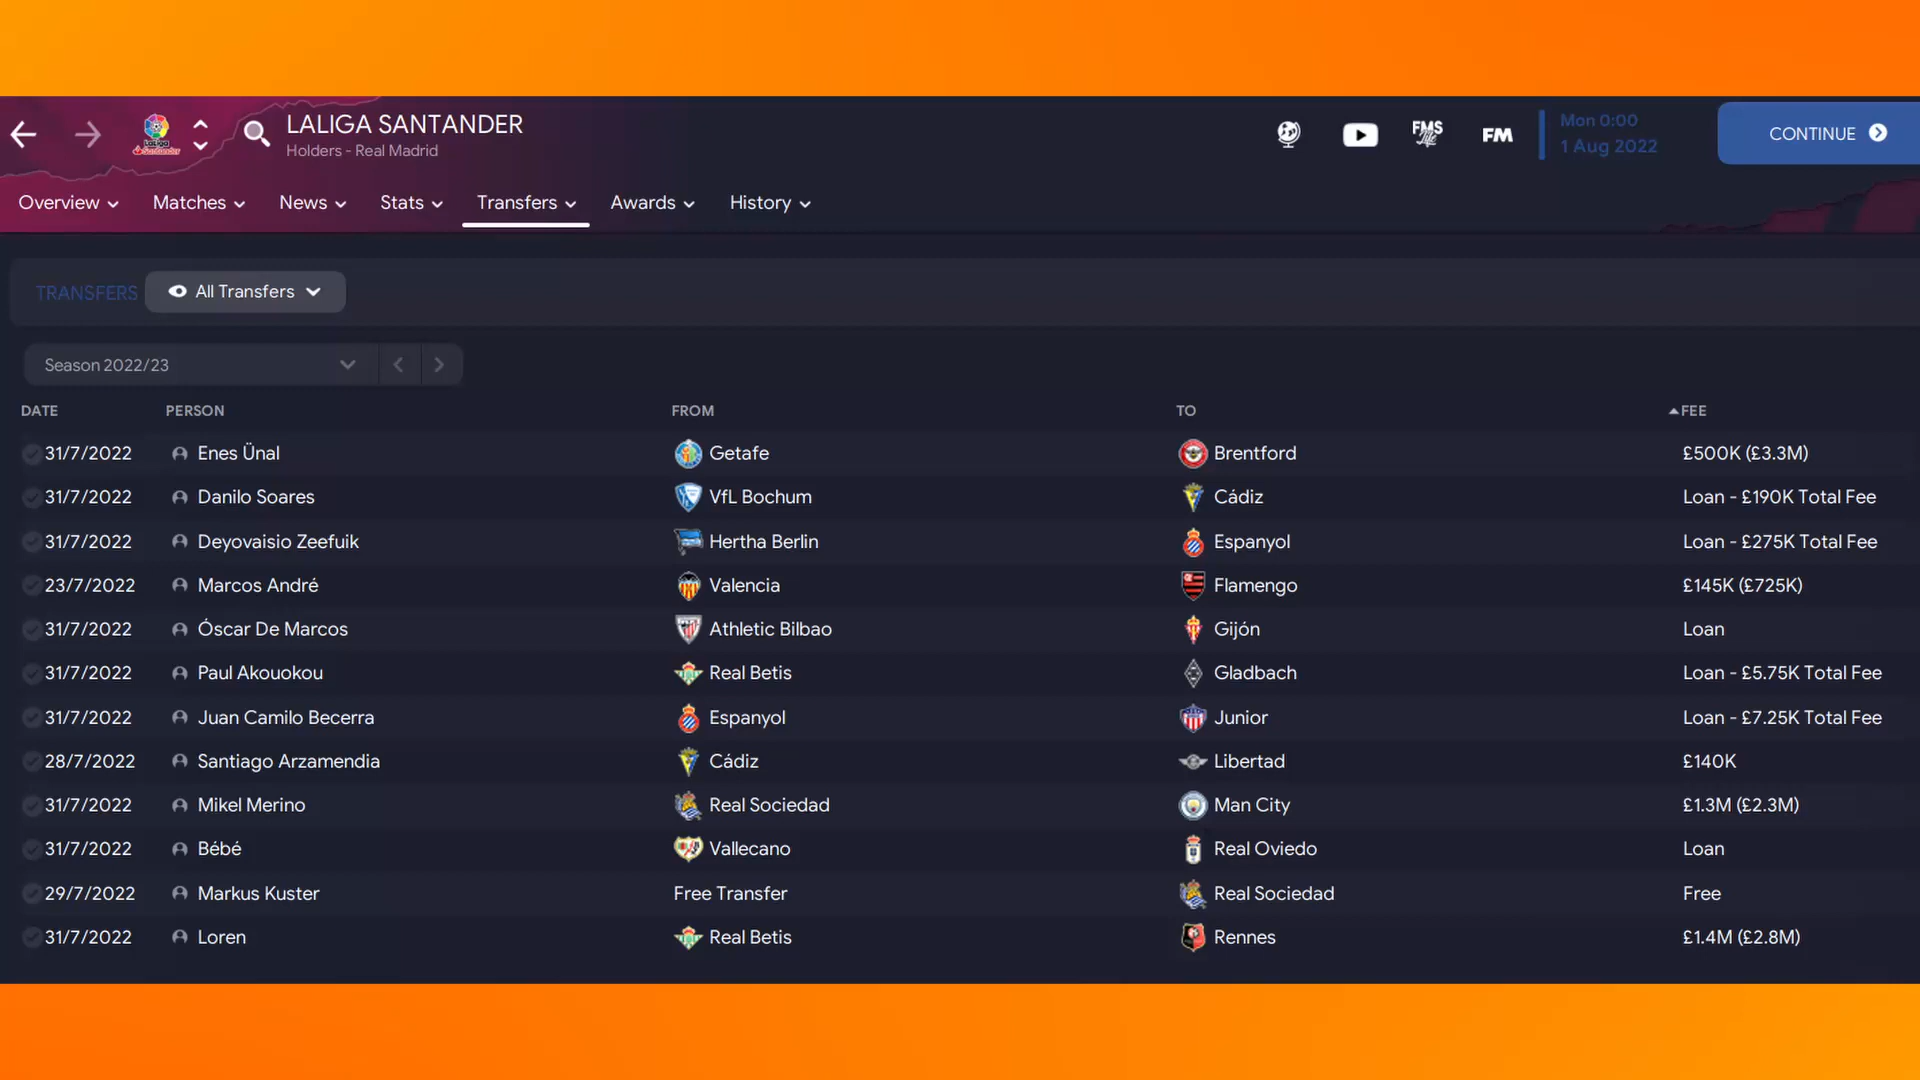 LALIGA SANTANDER
Holders - Real Madrid
FMS Life
FM
Mon 0:00
1 Aug 2022
CONTINUE
Overview Matches News Stats Transfers Awards History
TRANSFERS All Transfers
Season 2022/23
DATE PERSON FROM TO FEE
31/7/2022 Enes Ünal Getafe Brentford £500K (£3.3M)
31/7/2022 Danilo Soares VfL Bochum Cádiz Loan - £190K Total Fee
31/7/2022 Deyovaisio Zeefuik Hertha Berlin Espanyol Loan - £275K Total Fee
23/7/2022 Marcos André Valencia Flamengo £145K (£725K)
31/7/2022 Óscar De Marcos Athletic Bilbao Gijón Loan
31/7/2022 Paul Akouokou Real Betis Gladbach Loan - £5.75K Total Fee
31/7/2022 Juan Camilo Becerra Espanyol Junior Loan - £7.25K Total Fee
28/7/2022 Santiago Arzamendia Cádiz Libertad £140K
31/7/2022 Mikel Merino Real Sociedad Man City £1.3M (£2.3M)
31/7/2022 Bébé Vallecano Real Oviedo Loan
29/7/2022 Markus Kuster Free Transfer Real Sociedad Free
31/7/2022 Loren Real Betis Rennes £1.4M (£2.8M)